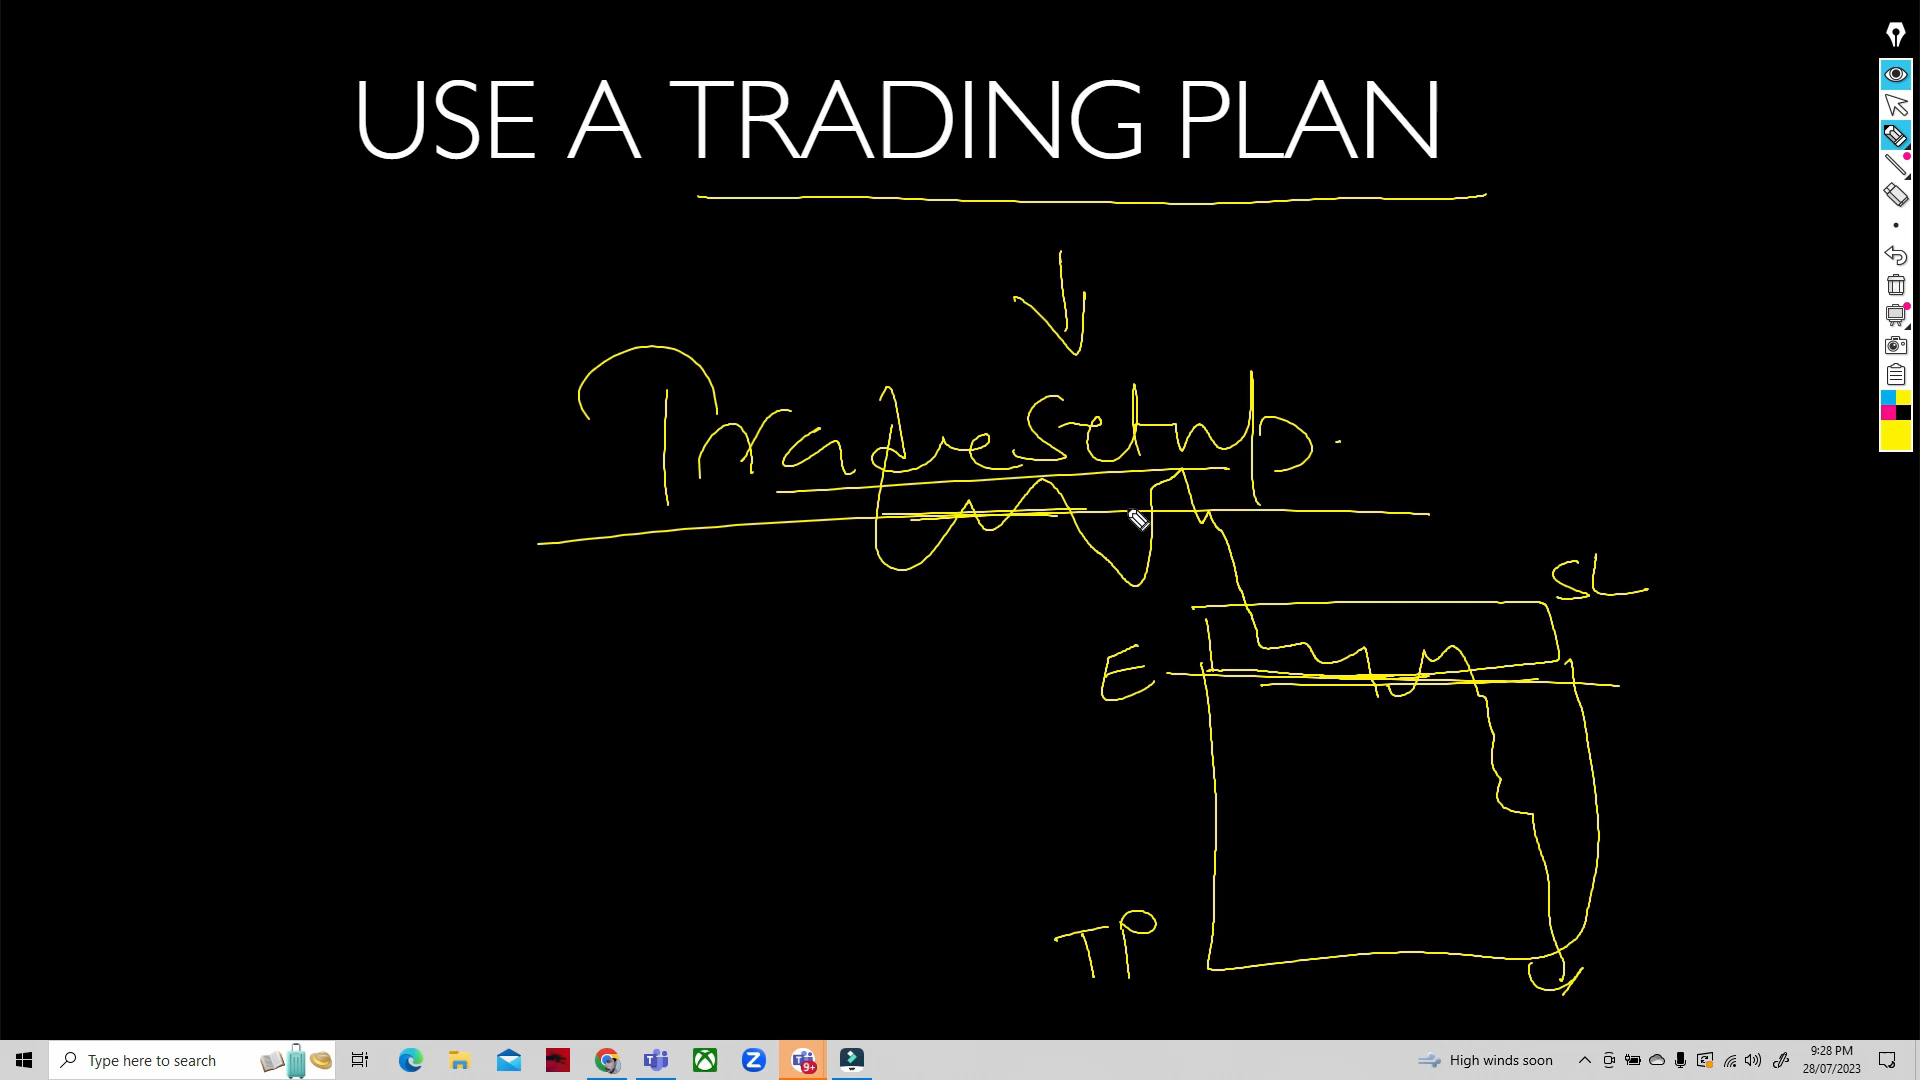 USE A TRADING PLAN
Trade Setup.
SL
E
TP
Type here to search
9+
High winds soon
9:28 PM
28/07/2023